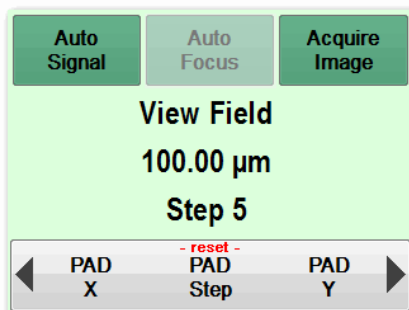 Auto Auto Acquire
Signal Focus Image
View Field
100.00 µm
Step 5
- reset -
PAD PAD PAD
X Step Y